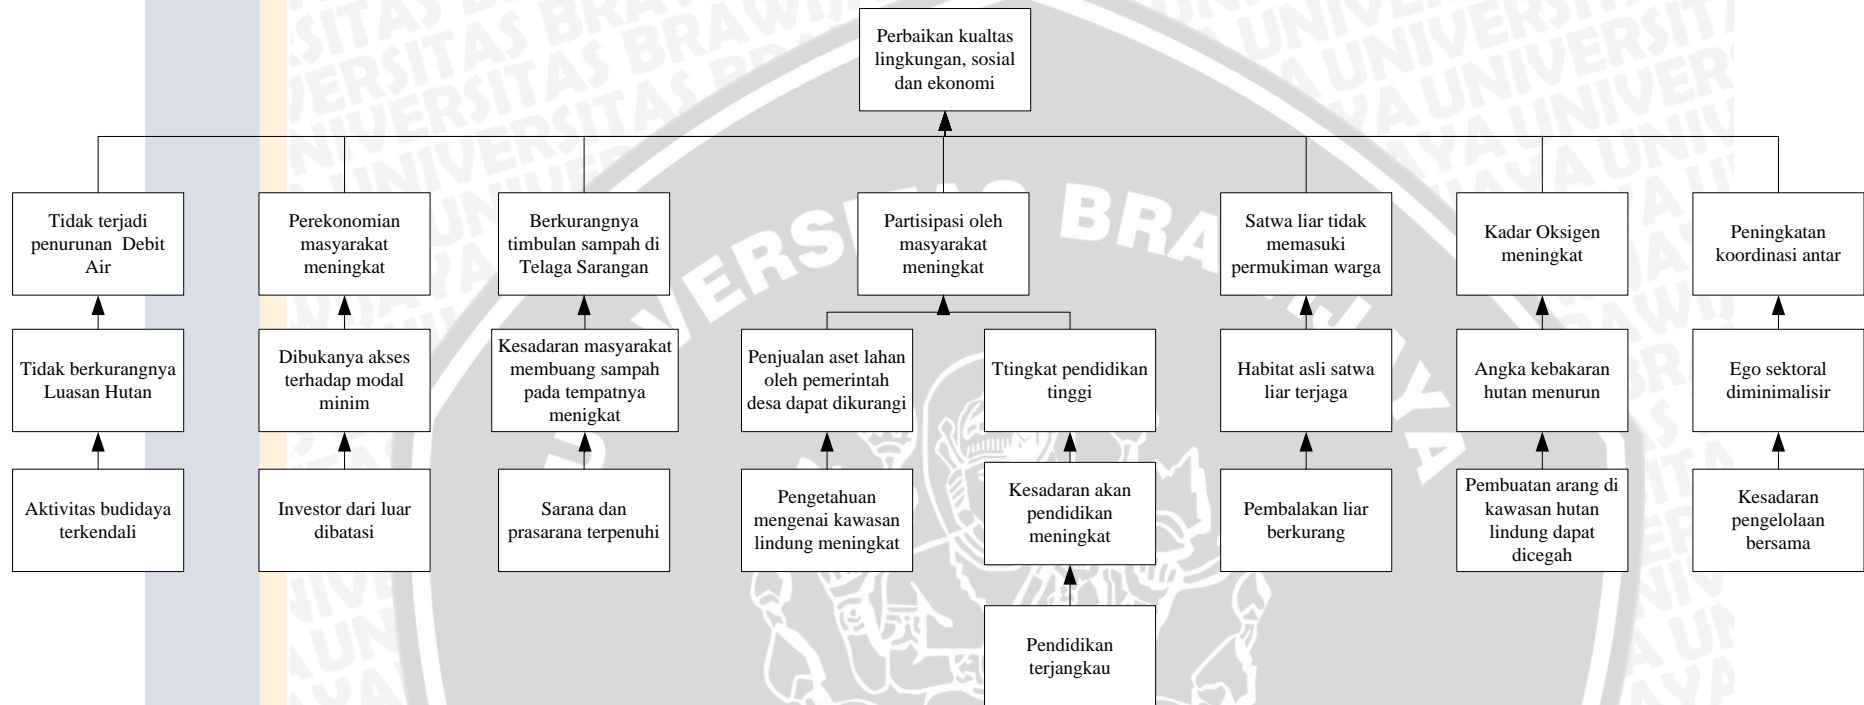 Perbaikan kualtas
lingkungan, sosial
dan ekonomi
Tidak terjadi
penurunan Debit
Air
Perekonomian
masyarakat
meningkat
Berkurangnya
timbulan sampah di
Telaga Sarangan
Partisipasi oleh
masyarakat
meningkat
Satwa liar tidak
memasuki
permukiman warga
Kadar Oksigen
meningkat
Peningkatan
koordinasi antar
Tidak berkurangnya
Luasan Hutan
Dibukanya akses
terhadap modal
minim
Kesadaran masyarakat
membuang sampah
pada tempatnya
menigkat
Penjualan aset lahan
oleh pemerintah
desa dapat dikurangi
Ttingkat pendidikan
tinggi
Habitat asli satwa
liar terjaga
Angka kebakaran
hutan menurun
Ego sektoral
diminimalisir
Aktivitas budidaya
terkendali
Investor dari luar
dibatasi
Sarana dan
prasarana terpenuhi
Pengetahuan
mengenai kawasan
lindung meningkat
Kesadaran akan
pendidikan
meningkat
Pembalakan liar
berkurang
Pembuatan arang di
kawasan hutan
lindung dapat
dicegah
Kesadaran
pengelolaan
bersama
Pendidikan
terjangkau